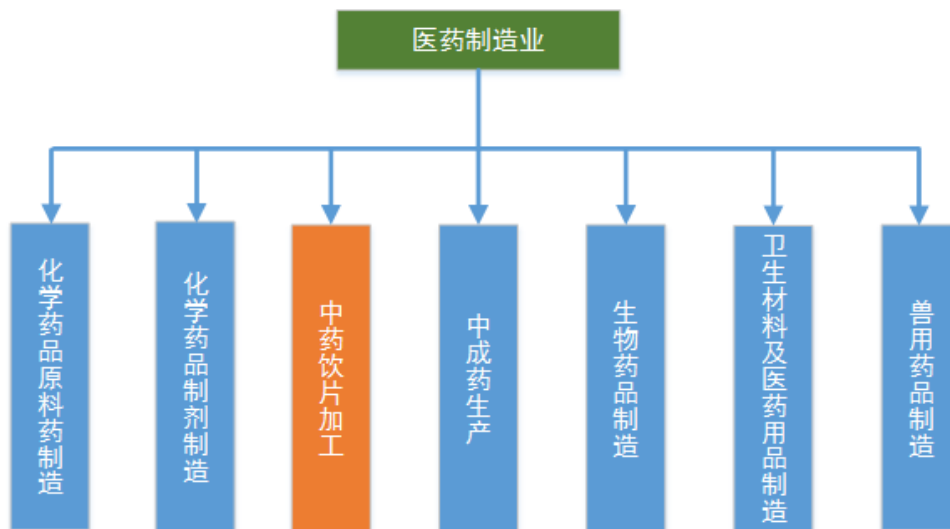 医药制造业
化学药品原料药制造
化学药品制剂制造
中药饮片加工
中成药生产
生物药品制造
卫生材料及医药用品制造
兽用药品制造